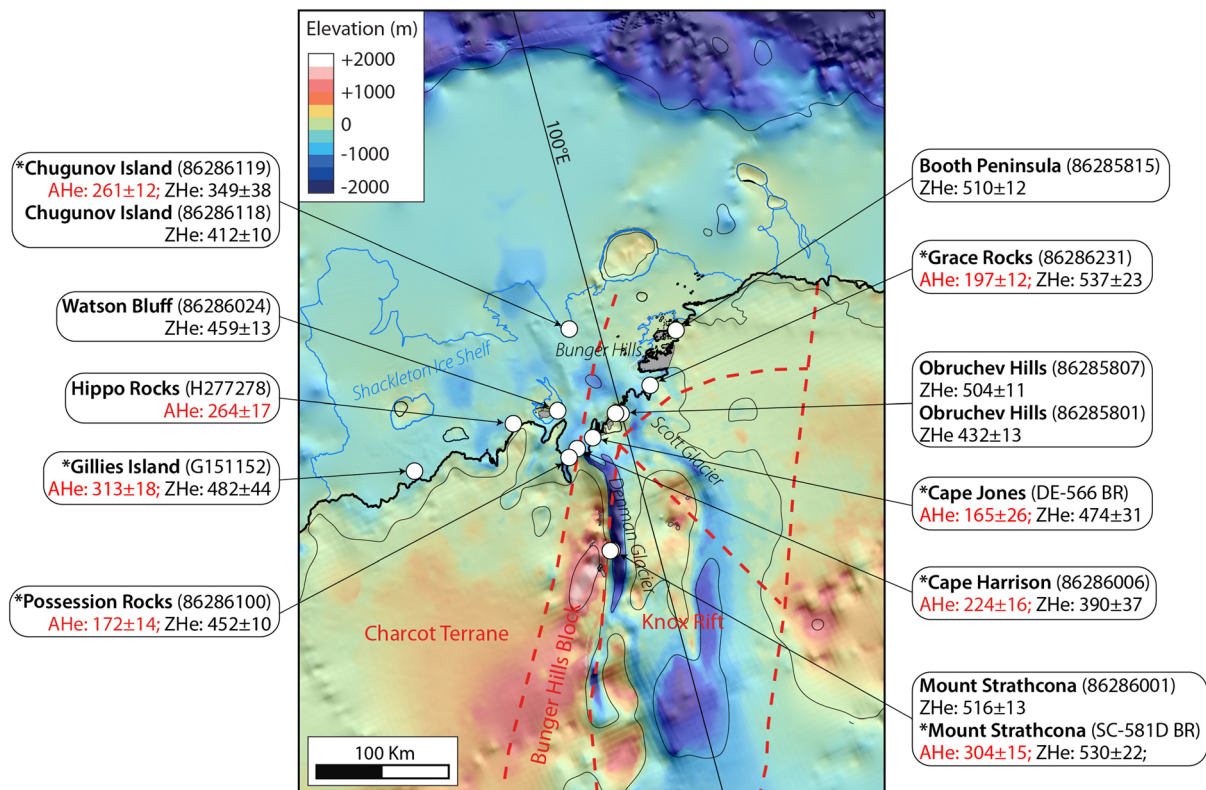 Elevation (m)
+2000
+1000
0
-1000
-2000
100°E
*Chugunov Island (86286119)
AHe: 261±12; ZHe: 349±38
Chugunov Island (86286118)
ZHe: 412±10
Watson Bluff (86286024)
ZHe: 459±13
Hippo Rocks (H277278)
AHe: 264±17
*Gillies Island (G151152)
AHe: 313±18; ZHe: 482±44
*Possession Rocks (86286100)
AHe: 172±14; ZHe: 452±10
Booth Peninsula (86285815)
ZHe: 510±12
*Grace Rocks (86286231)
AHe: 197±12; ZHe: 537±23
Obruchev Hills (86285807)
ZHe: 504±11
Obruchev Hills (86285801)
ZHe 432±13
*Cape Jones (DE-566 BR)
AHe: 165±26; ZHe: 474±31
*Cape Harrison (86286006)
AHe: 224±16; ZHe: 390±37
Mount Strathcona (86286001)
ZHe: 516±13
*Mount Strathcona (SC-581D BR)
AHe: 304±15; ZHe: 530±22;
Bunger Hills
Shackleton Ice Shelf
Scott Glacier
Denman Glacier
Charcot Terrane
Bunger Hills Block
Knox Rift
100 Km